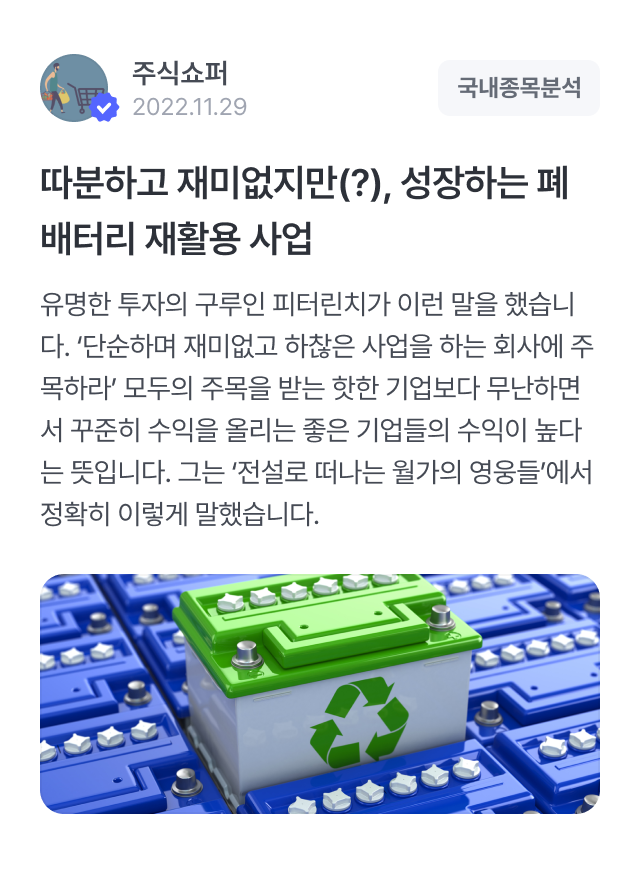 주식쇼퍼
2022.11.29
국내종목분석
따분하고 재미없지만(?), 성장하는 폐
배터리 재활용 사업
유명한 투자의 구루인 피터린치가 이런 말을 했습니
다. ‘단순하며 재미없고 하찮은 사업을 하는 회사에 주
목하라’ 모두의 주목을 받는 핫한 기업보다 무난하면
서 꾸준히 수익을 올리는 좋은 기업들의 수익이 높다
는 뜻입니다. 그는 ‘전설로 떠나는 월가의 영웅들’에서
정확히 이렇게 말했습니다.